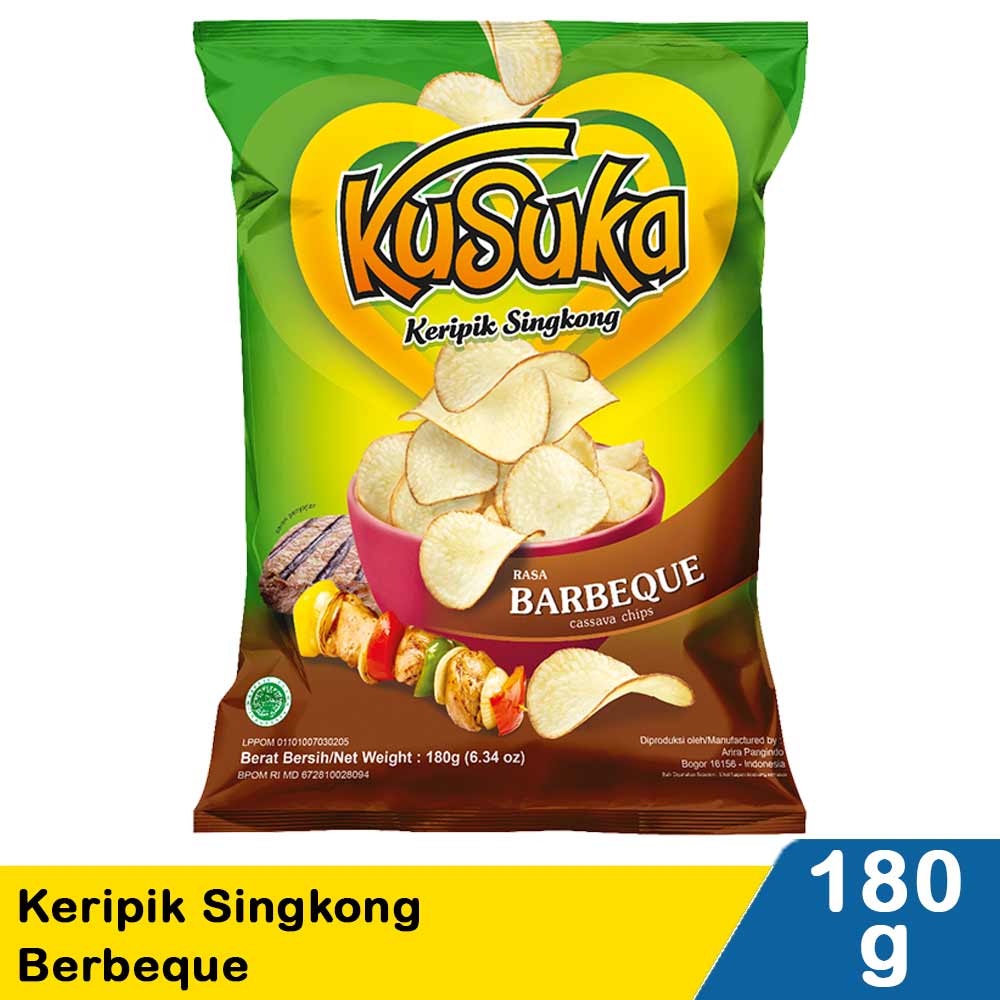 KuSuka
Keripik Singkong
RASA
BARBEQUE
cassava chips
LPPOM 01101007030205
Berat Bersih/Net Weight : 180g (6.34 oz)
BPOM RI MD 672810028094
Diproduksi oleh/Manufactured by :
Arira Pangindo
Bogor 16156 - Indonesia
Keripik Singkong
Berbeque
180
g